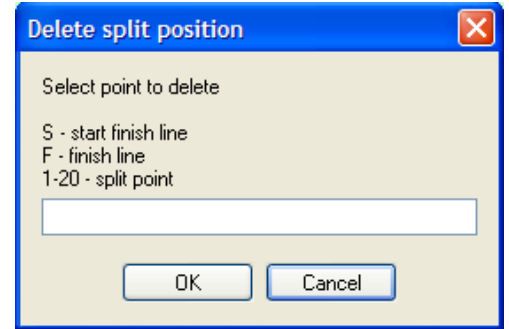 Delete split position
Select point to delete
S - start finish line
F - finish line
1-20 - split point
OK
Cancel